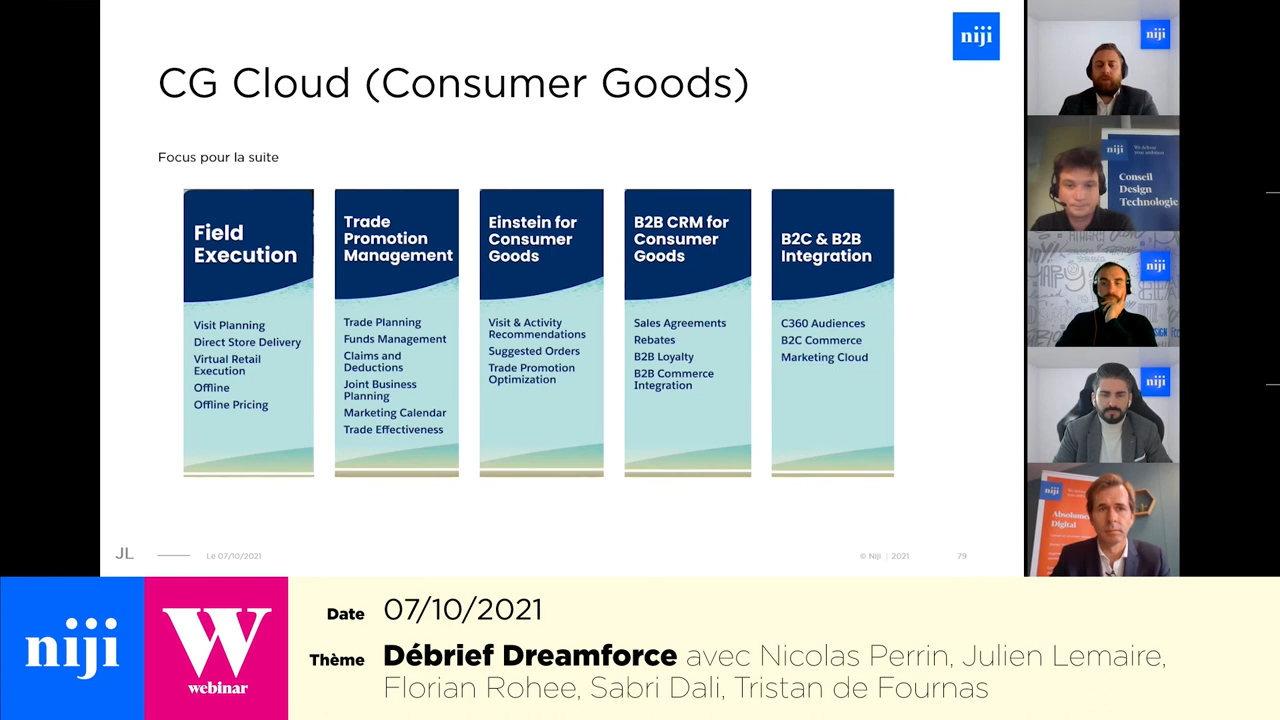 niji
CG Cloud (Consumer Goods)
Focus pour la suite
Field
Execution
Visit Planning
Direct Store Delivery
Virtual Retail
Execution
Offline
Offline Pricing
Trade
Promotion
Management
Trade Planning
Funds Management
Claims and
Deductions
Joint Business
Planning
Marketing Calendar
Trade Effectiveness
Einstein for
Consumer
Goods
Visit & Activity
Recommendations
Suggested Orders
Trade Promotion
Optimization
B2B CRM for
Consumer
Goods
Sales Agreements
Rebates
B2B Loyalty
B2B Commerce
Integration
B2C & B2B
Integration
C360 Audiences
B2C Commerce
Marketing Cloud
JL
Le 07/10/2021
© Niji | 2021
79
niji
niji
Conseil
Design
Technologie
niji
niji
niji
Digital
niji
W
webinar
Date 07/10/2021
Thème Débrief Dreamforce avec Nicolas Perrin, Julien Lemaire,
Florian Rohee, Sabri Dali, Tristan de Fournas